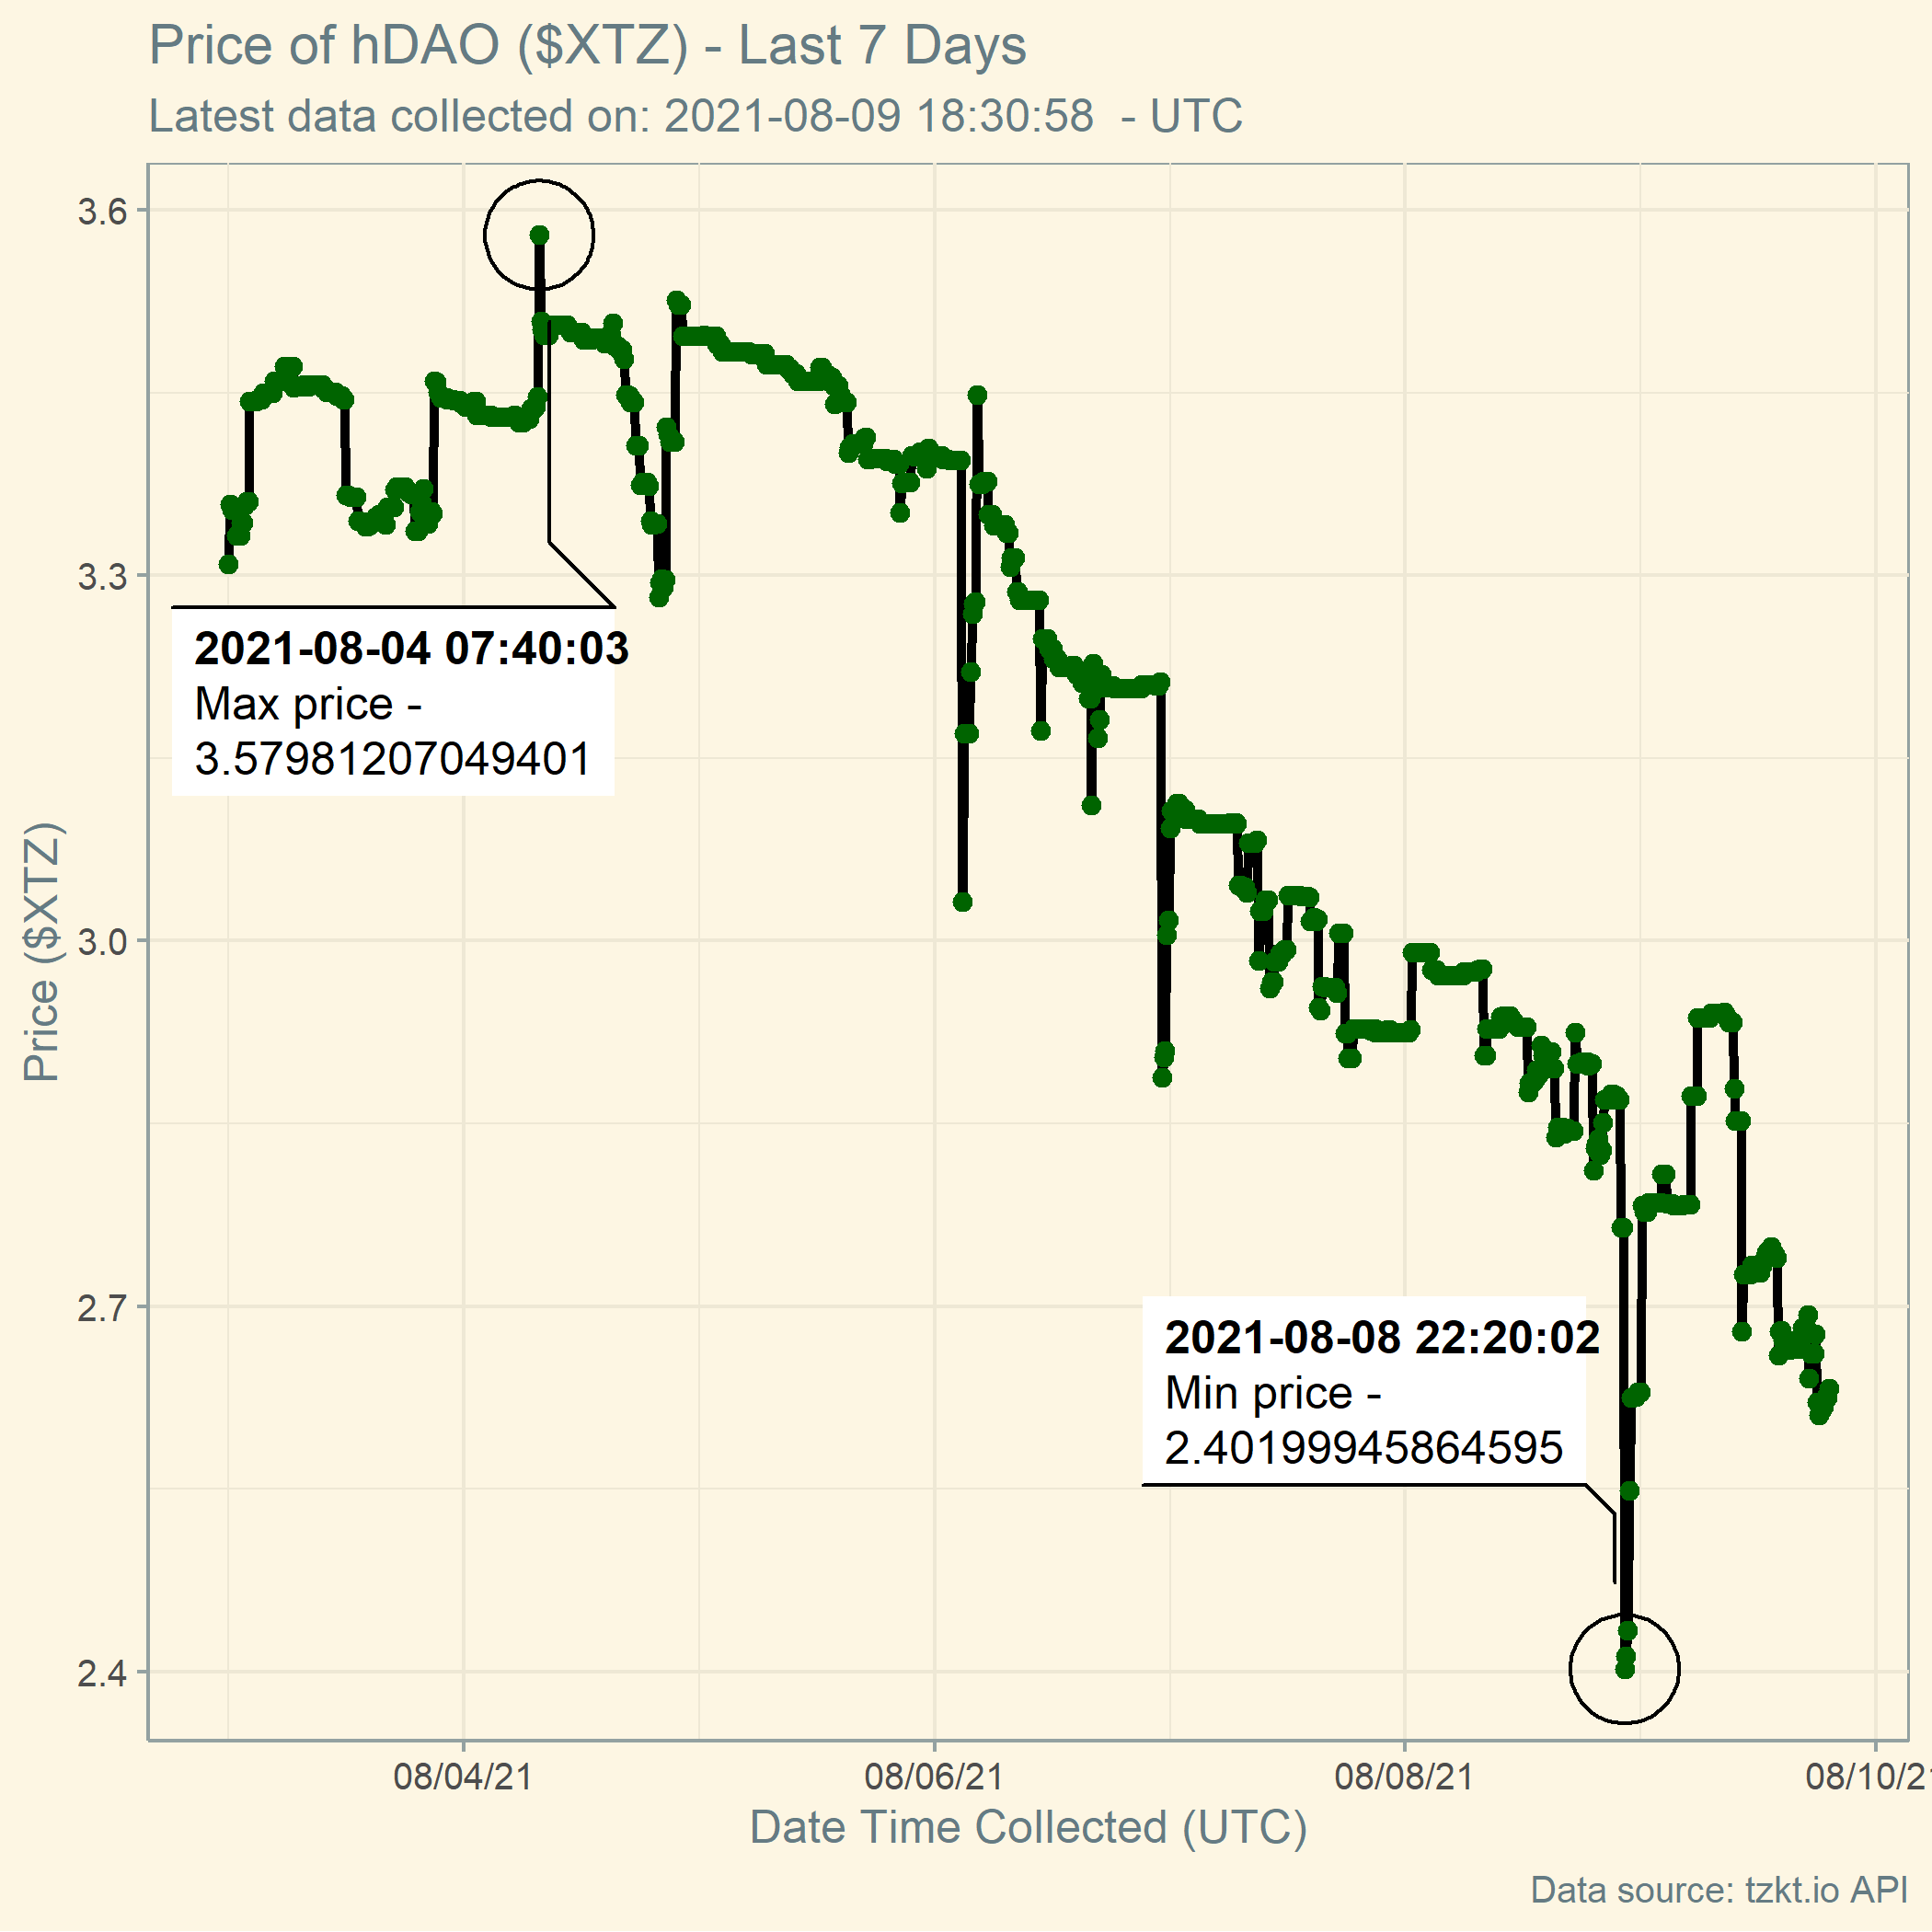 Price of hDAO ($XTZ) - Last 7 Days
Latest data collected on: 2021-08-09 18:30:58  - UTC
3.6
3.3
3.0
2.7
2.4
Price ($XTZ)
2021-08-04 07:40:03
Max price -
3.57981207049401
2021-08-08 22:20:02
Min price -
2.40199945864595
08/04/21
08/06/21
08/08/21
08/10/21
Date Time Collected (UTC)
Data source: tzkt.io API